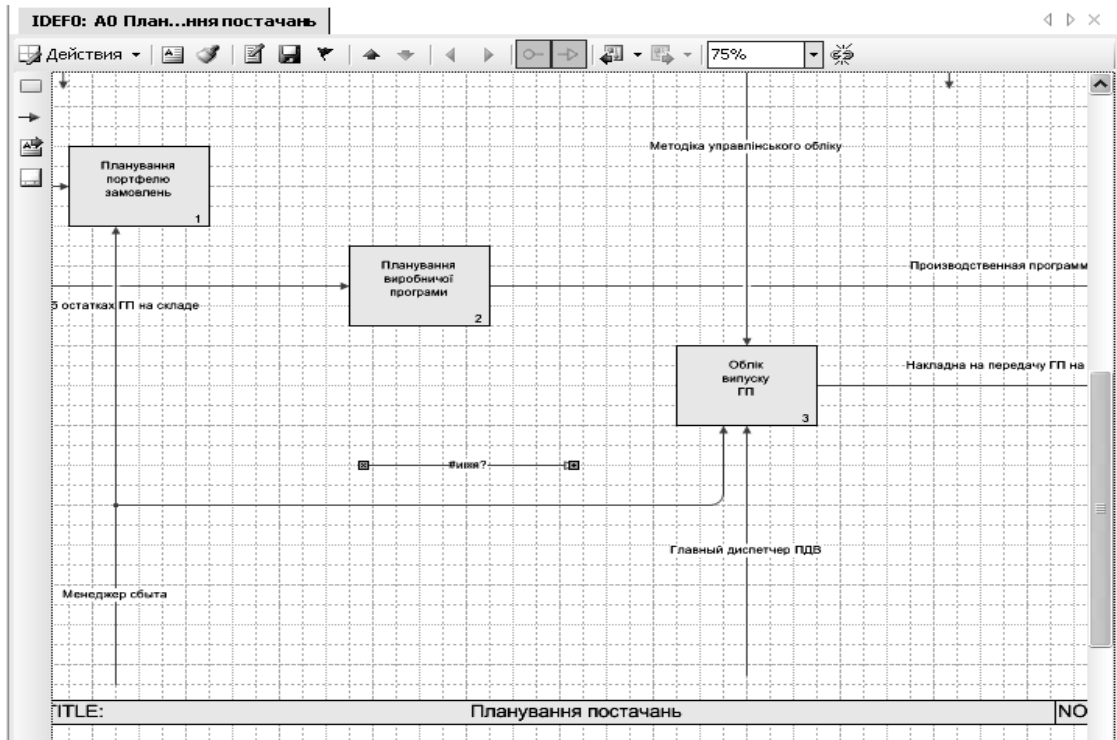 IDEF0: A0 План...ння постачань
Действия
75%
Методіка управлінського обліку
Планування
портфелю
замовлень
1
Планування
виробничої
програми
2
Производственная программ
б остатках ГП на складе
Облік
випуску
ГП
3
Накладна на передачу ГП на
#имя?
Главный диспетчер ПДВ
Менеджер сбыта
TITLE:
Планування постачань
NO